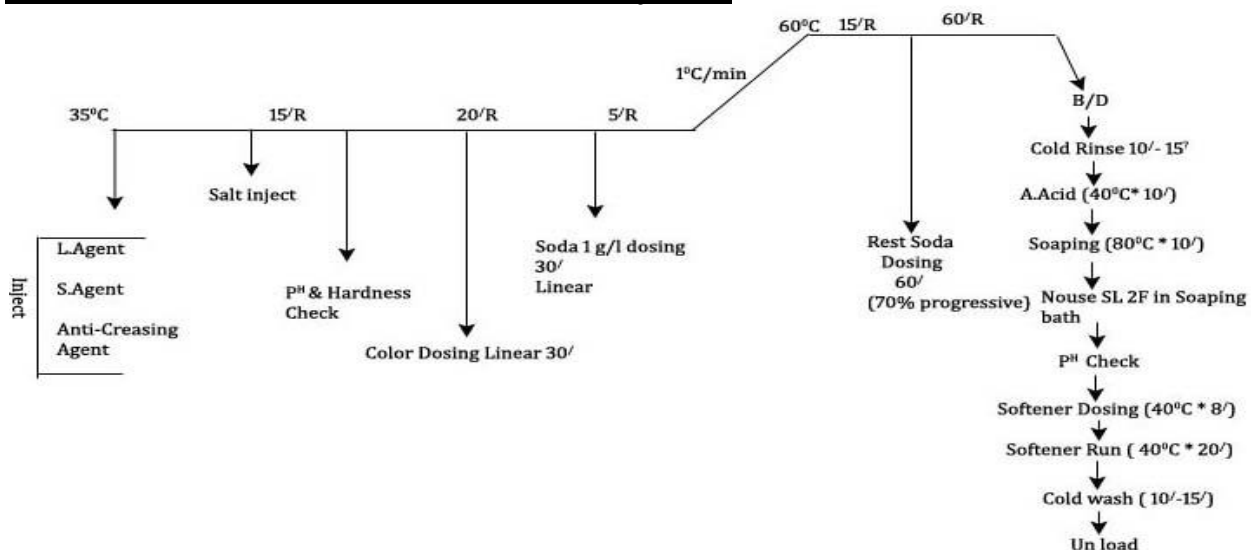 60⁰C 15/R 60/R
1⁰C/min
35⁰C 15/R 20/R 5/R
Inject
L.Agent
S.Agent
Anti-Creasing
Agent
Salt inject
Pᴴ & Hardness
Check
Color Dosing Linear 30/
Soda 1 g/l dosing
30/
Linear
Rest Soda
Dosing
60/
(70% progressive)
B/D
Cold Rinse 10/- 15⁷
A.Acid (40⁰C* 10/)
Soaping (80⁰C * 10/)
Nouse SL 2F in Soaping
bath
Pᴴ Check
Softener Dosing (40⁰C * 8/)
Softener Run ( 40⁰C * 20/)
Cold wash ( 10/-15/)
Un load